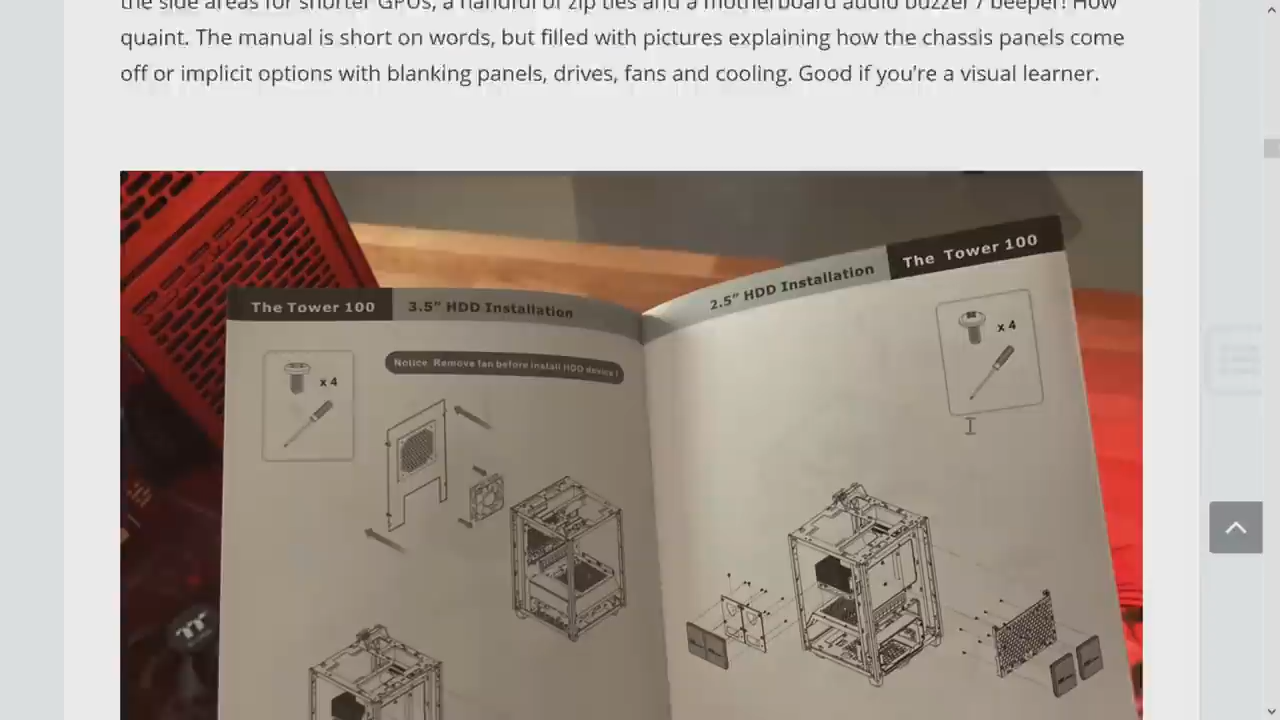 the side areas for shorter GPUs, a handful of zip ties and a motherboard audio buzzer / beeper! How
quaint. The manual is short on words, but filled with pictures explaining how the chassis panels come
off or implicit options with blanking panels, drives, fans and cooling. Good if you're a visual learner.
The Tower 100 3.5" HDD Installation
Notice: Remove fan before install HDD device !
x 4
2.5" HDD Installation The Tower 100
x 4